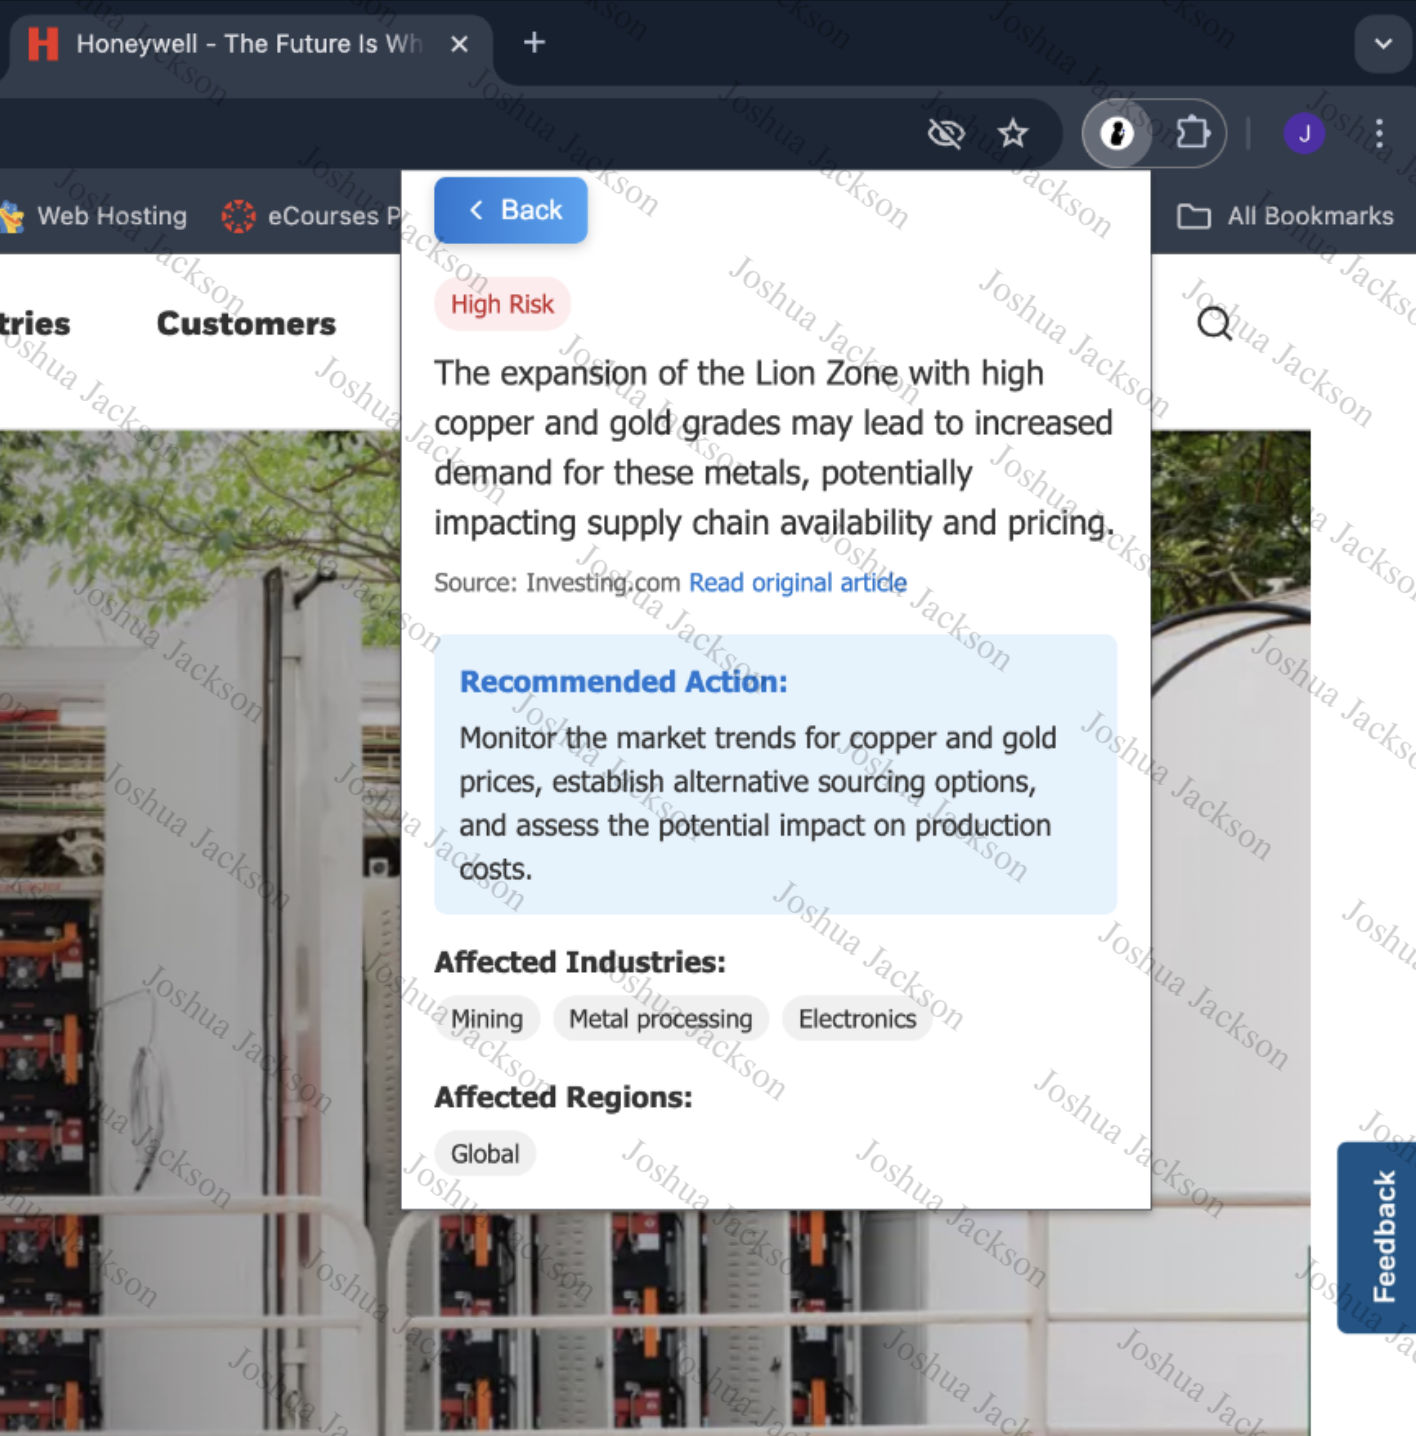 Honeywell - The Future Is Wh
J
Web Hosting
eCourses P
All Bookmarks
tries
Customers
Back
High Risk
The expansion of the Lion Zone with high
copper and gold grades may lead to increased
demand for these metals, potentially
impacting supply chain availability and pricing.
Source: Investing.com Read original article
Recommended Action:
Monitor the market trends for copper and gold
prices, establish alternative sourcing options,
and assess the potential impact on production
costs.
Affected Industries:
Mining
Metal processing
Electronics
Affected Regions:
Global
Feedback
Joshua Jackson